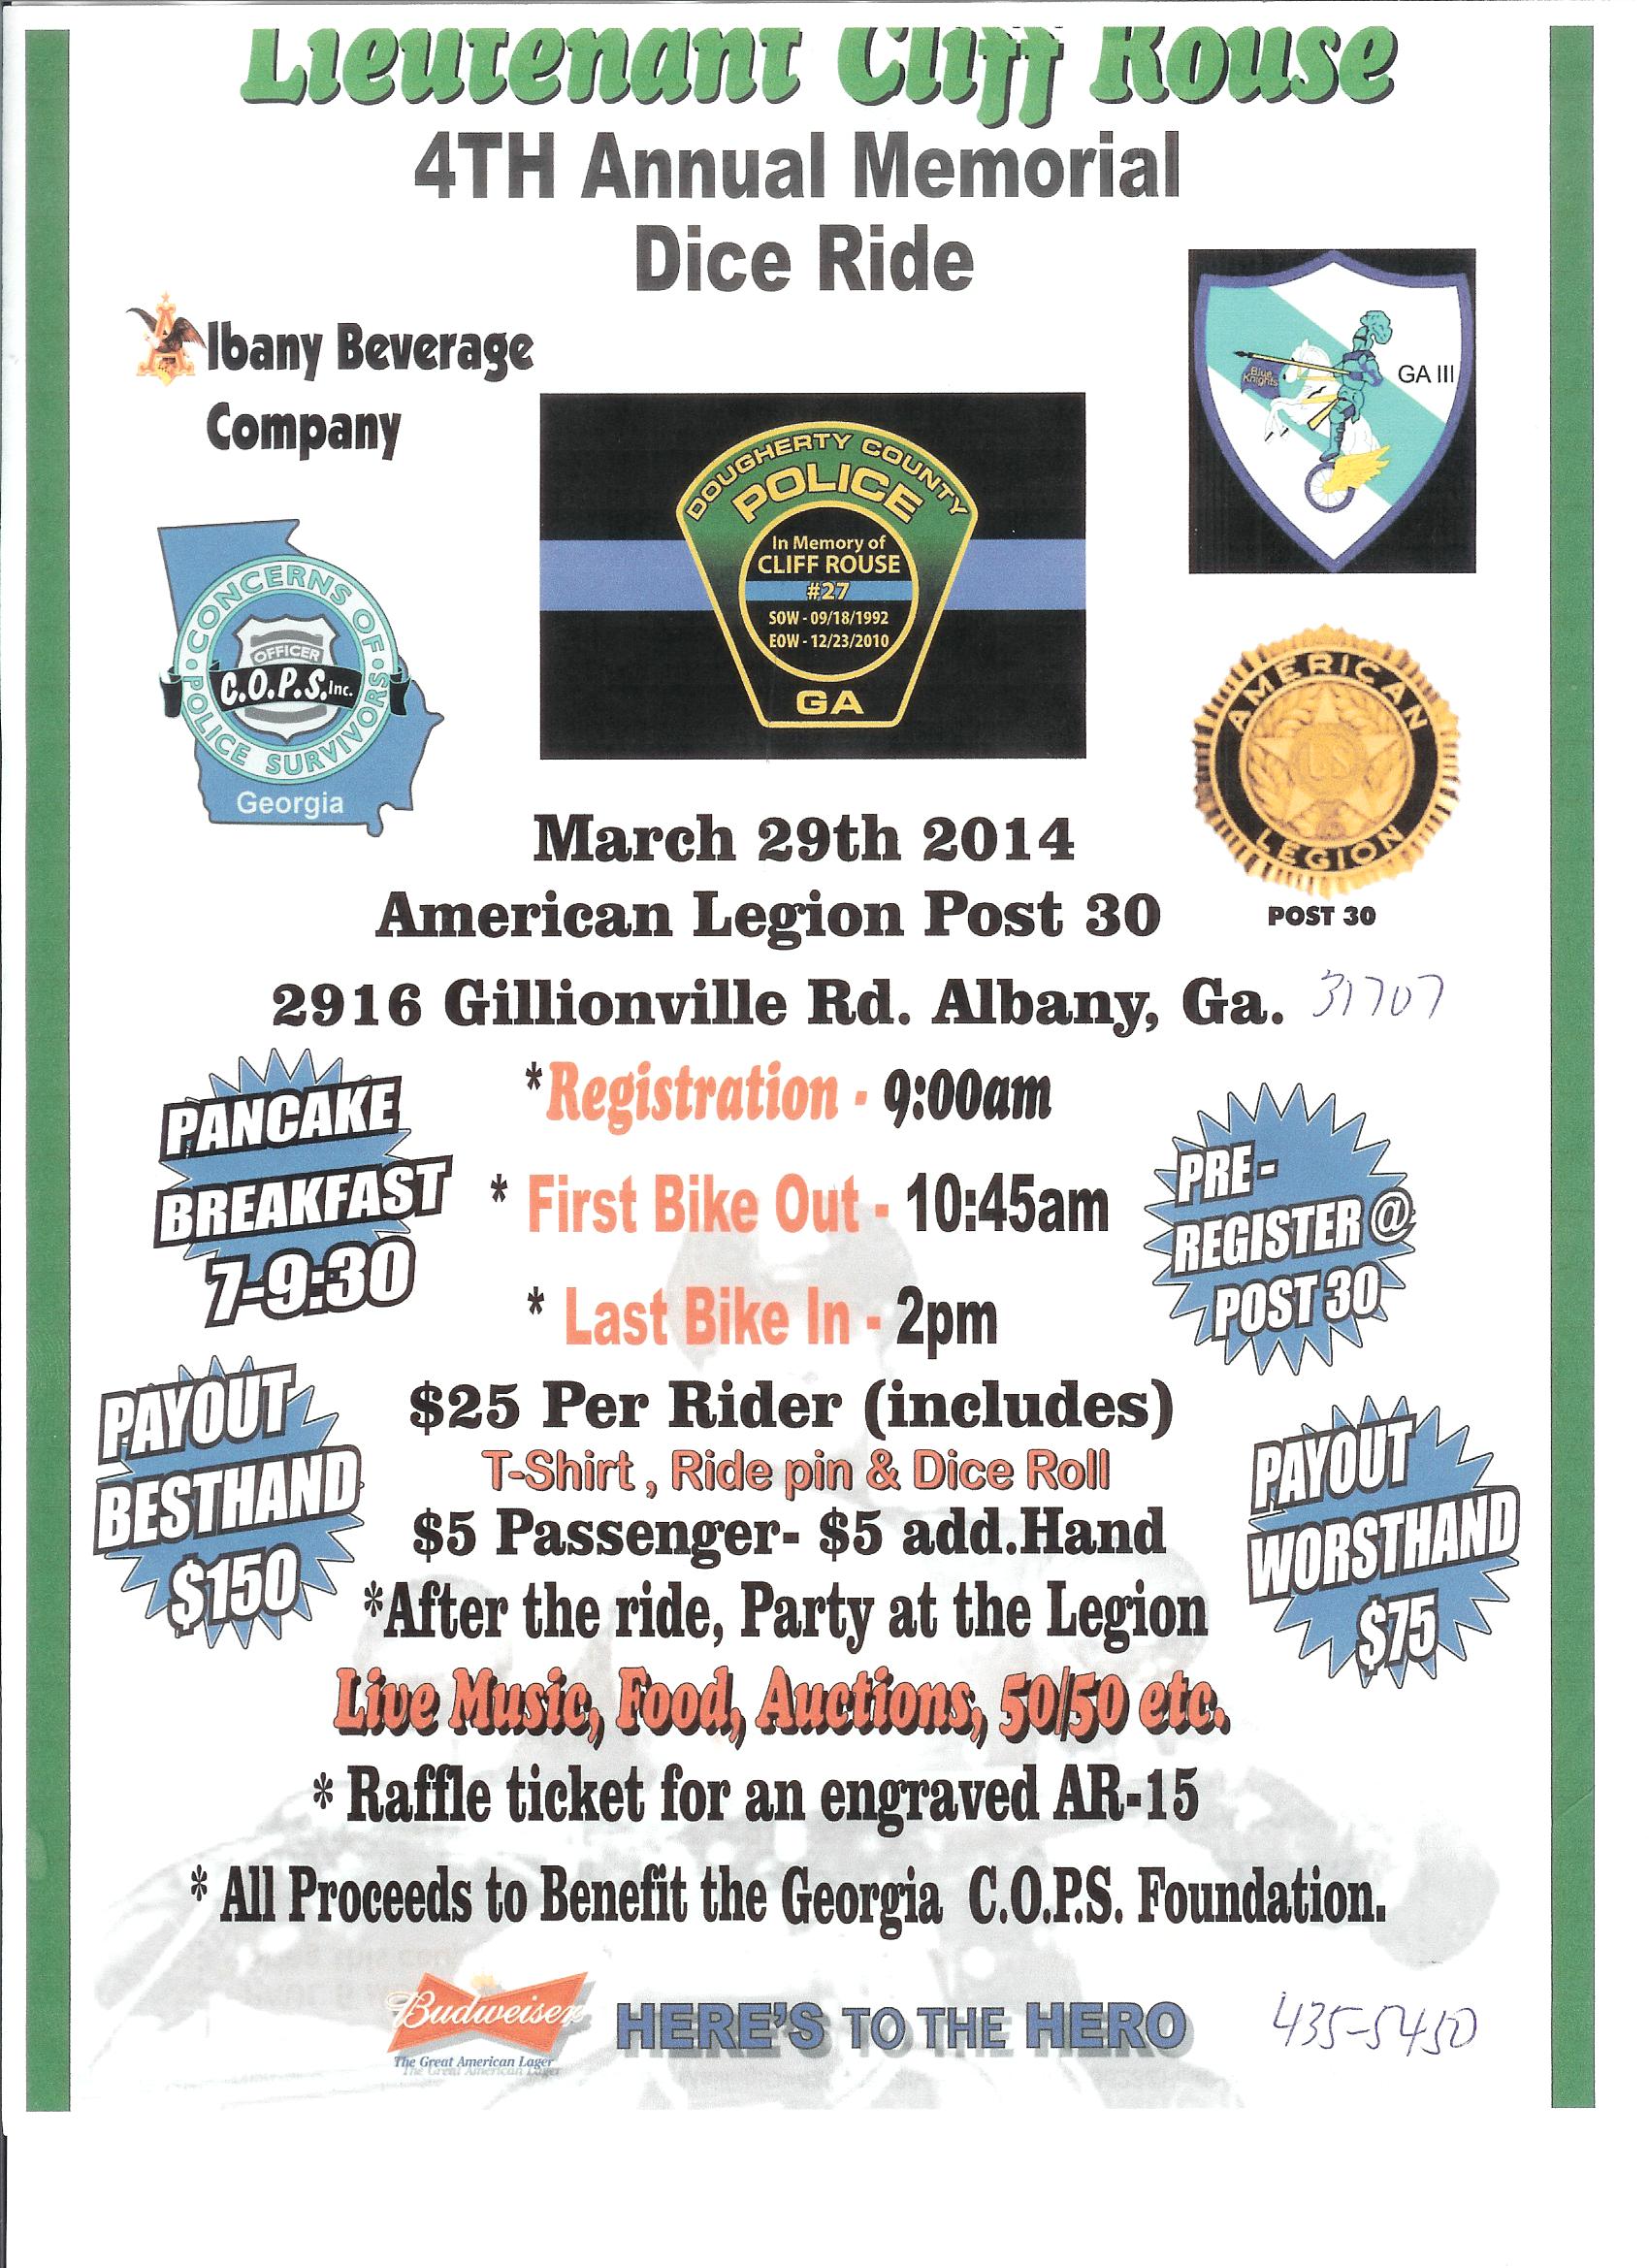 Lieutenant Cliff Rouse
4TH Annual Memorial
Dice Ride
Albany Beverage
Company
Blue
Knights
GA III
DOUGHERTY COUNTY
POLICE
In Memory of
CLIFF ROUSE
#27
SOW - 09/18/1992
EOW - 12/23/2010
GA
CONCERNS OF
POLICE SURVIVORS
OFFICER
C.O.P.S. Inc.
Georgia
AMERICAN
LEGION
US
POST 30
March 29th 2014
American Legion Post 30
2916 Gillionville Rd. Albany, Ga. 31707
PANCAKE
BREAKFAST
7-9:30
*Registration - 9:00am
* First Bike Out - 10:45am
* Last Bike In - 2pm
PRE-
REGISTER @
POST 30
PAYOUT
BESTHAND
$150
$25 Per Rider (includes)
T-Shirt , Ride pin & Dice Roll
$5 Passenger- $5 add.Hand
PAYOUT
WORSTHAND
$75
*After the ride, Party at the Legion
Live Music, Food, Auctions, 50/50 etc.
* Raffle ticket for an engraved AR-15
* All Proceeds to Benefit the Georgia C.O.P.S. Foundation.
Budweiser
The Great American Lager
HERE'S TO THE HERO
435-5450